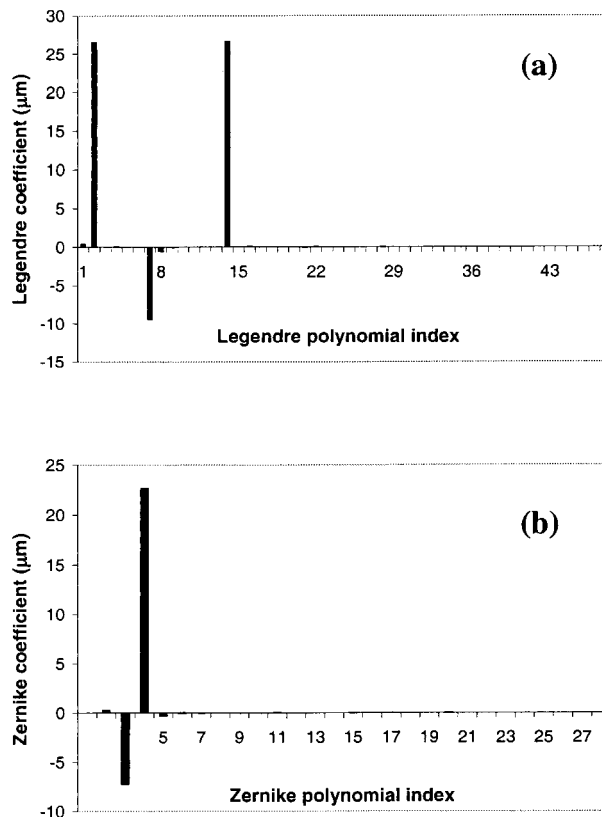 30
25
20
15
10
5
0
-5
-10
-15
Legendre coefficient (μm)
(a)
1 8 15 22 29 36 43
Legendre polynomial index
25
20
15
10
5
0
-5
-10
Zernike coefficient (μm)
(b)
5 7 9 11 13 15 17 19 21 23 25 27
Zernike polynomial index